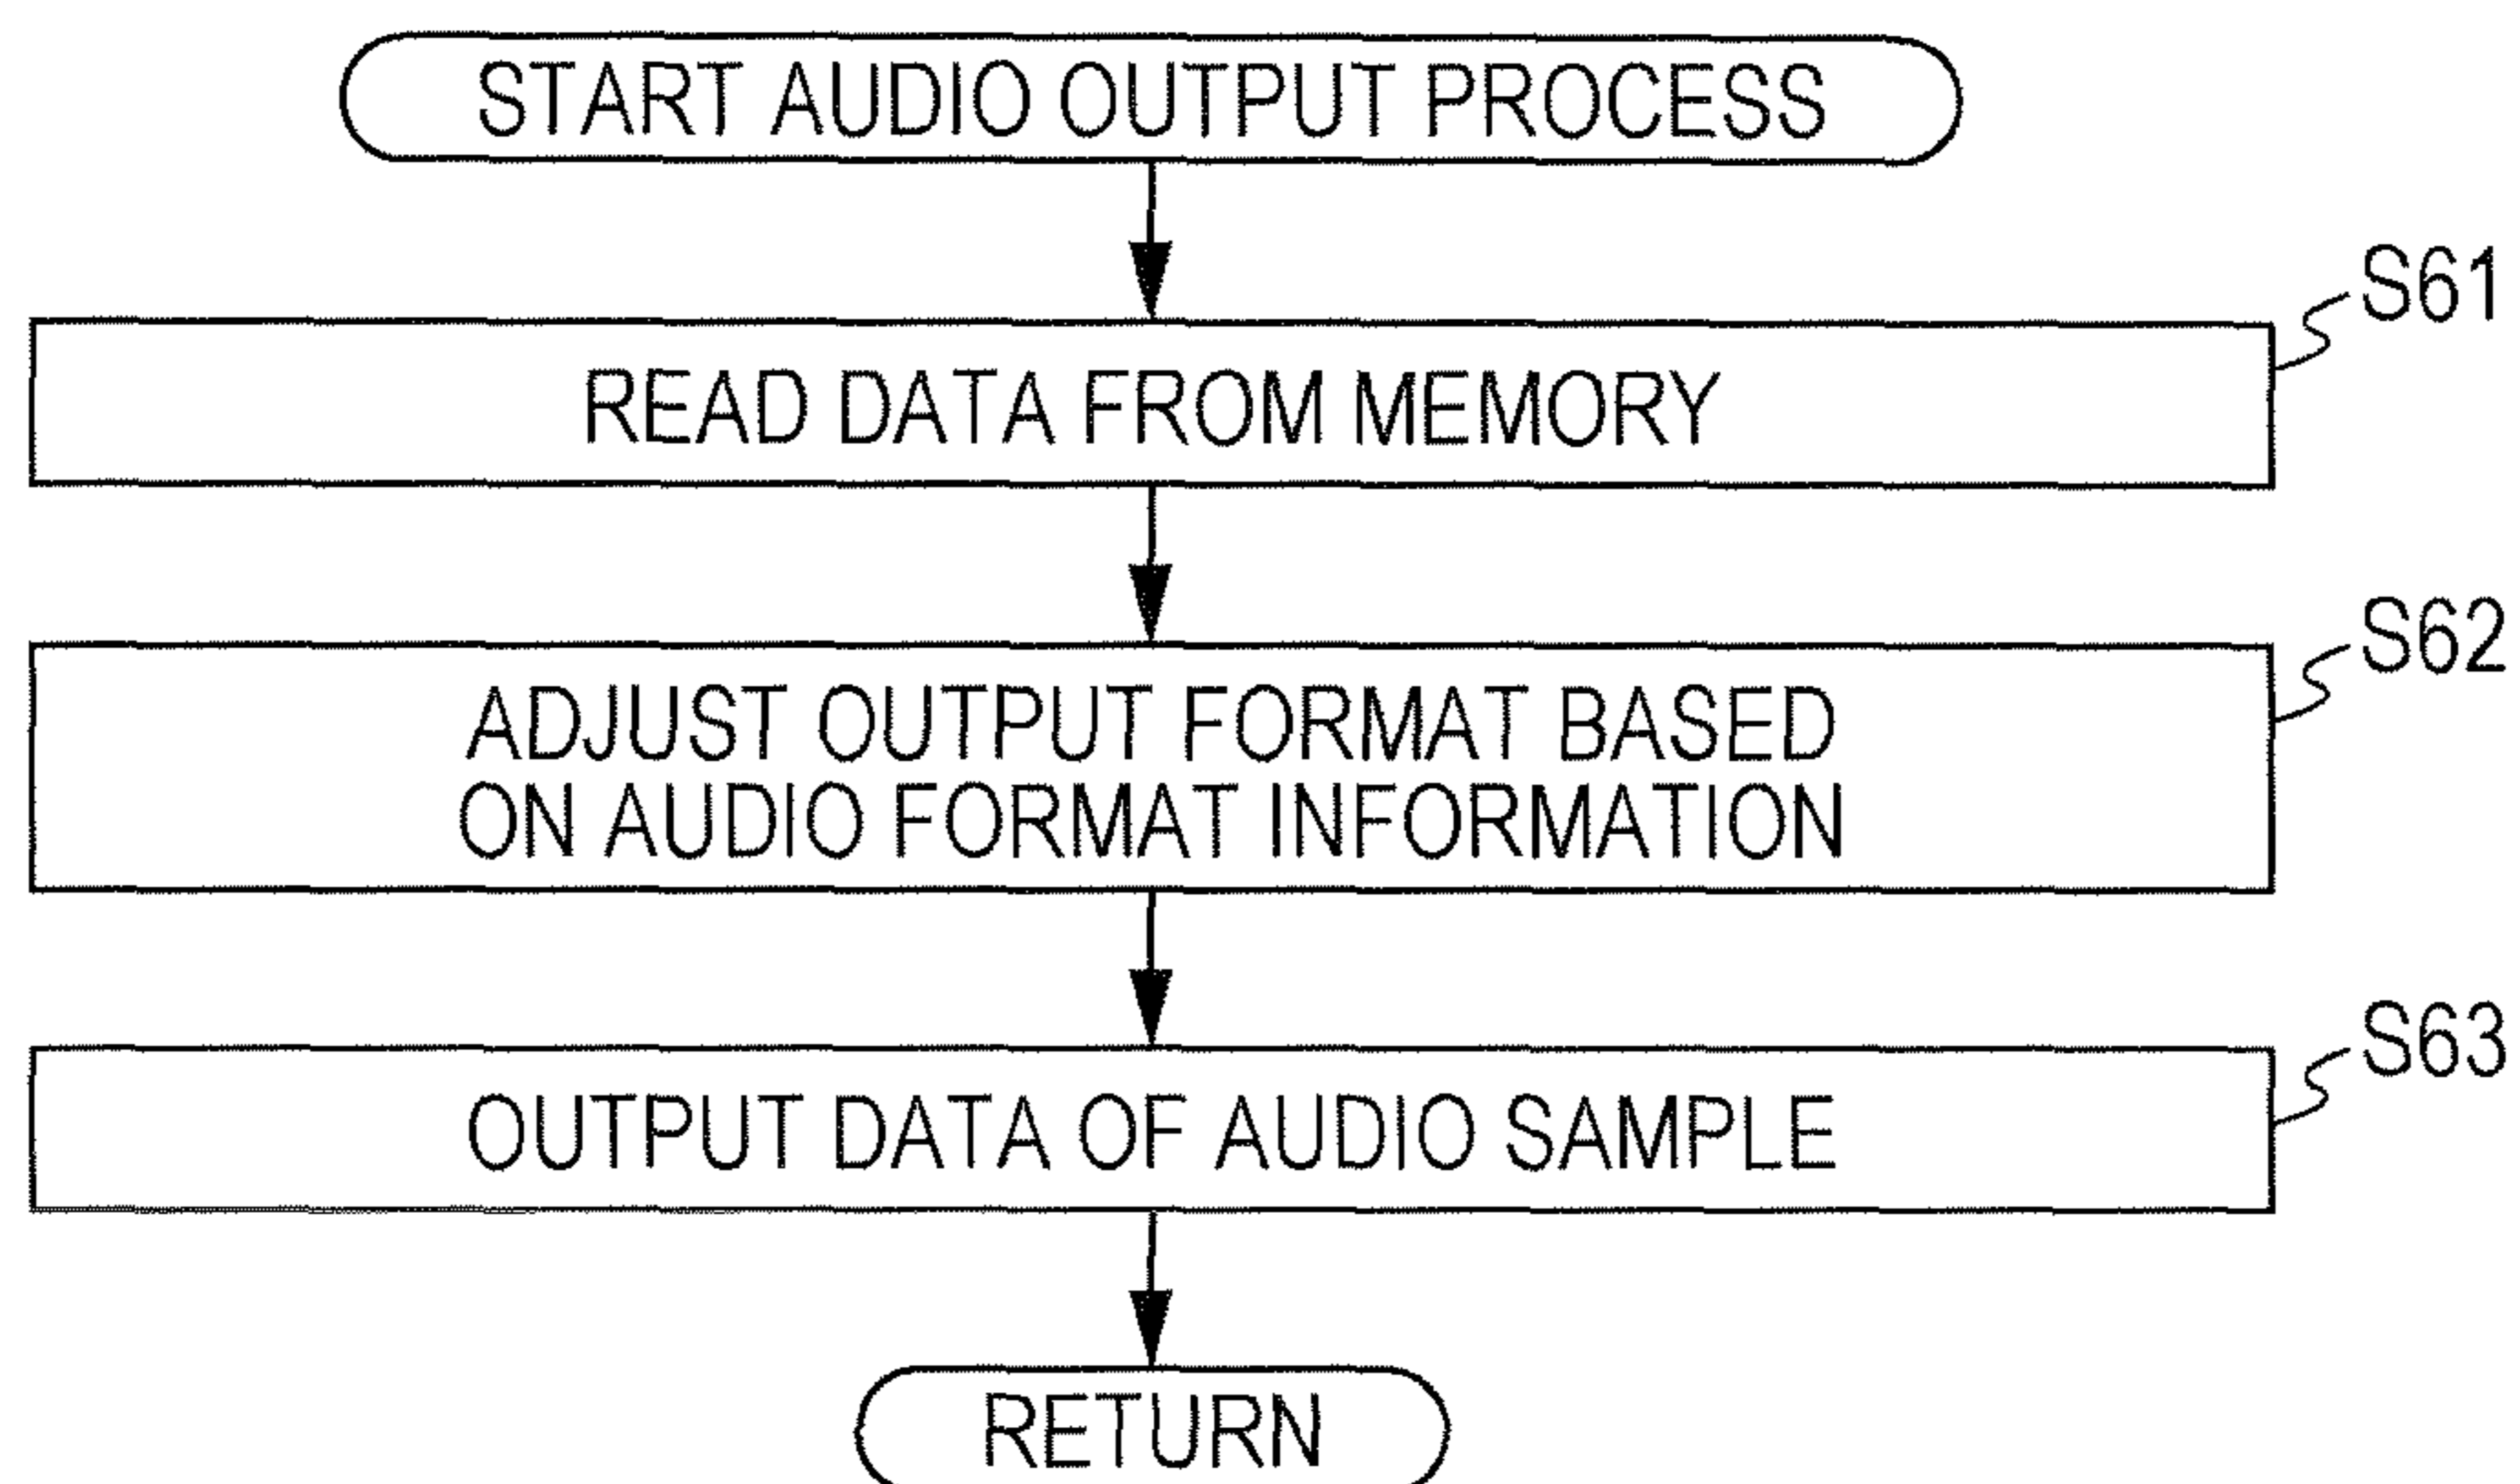 START AUDIO OUTPUT PROCESS
S61
READ DATA FROM MEMORY
S62
ADJUST OUTPUT FORMAT BASED
ON AUDIO FORMAT INFORMATION
S63
OUTPUT DATA OF AUDIO SAMPLE
RETURN